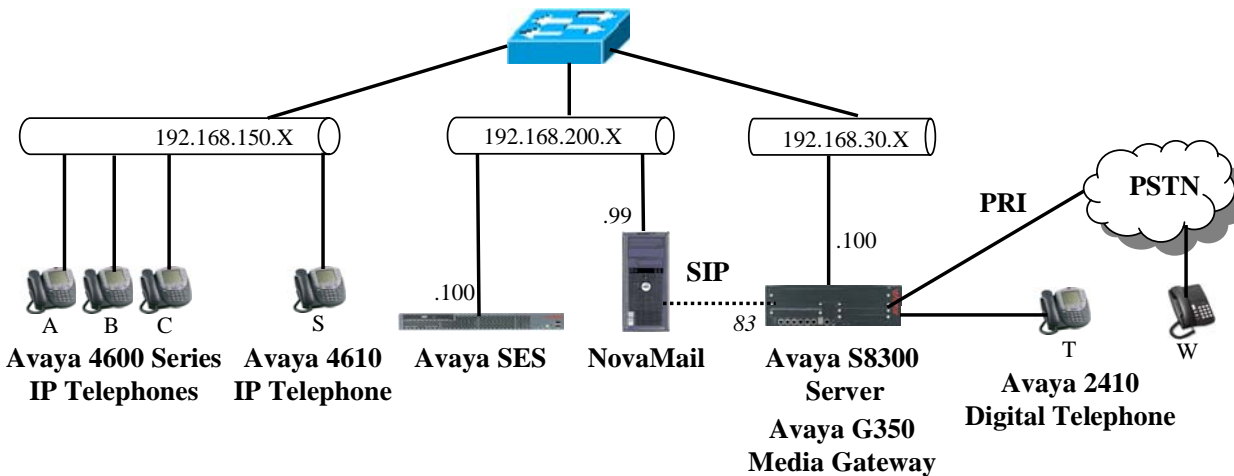 192.168.150.X
192.168.200.X
192.168.30.X
PSTN
PRI
.99
.100
SIP
.100
83
A
B
C
S
T
W
Avaya 4600 Series
IP Telephones
Avaya 4610
IP Telephone
Avaya SES
NovaMail
Avaya S8300
Server
Avaya G350
Media Gateway
Avaya 2410
Digital Telephone